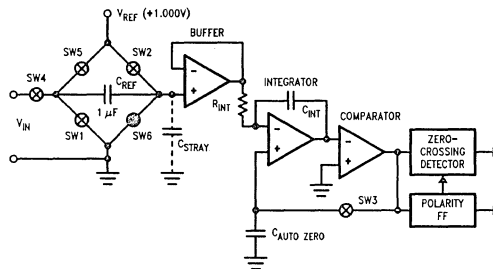 V_REF (+1.000V)
SW5
SW2
BUFFER
SW4
C_REF
INTEGRATOR
R_INT
1 μF
C_INT
COMPARATOR
V_IN
SW1
SW6
C_STRAY
ZERO-
CROSSING
DETECTOR
SW3
POLARITY
FF
C_AUTO ZERO